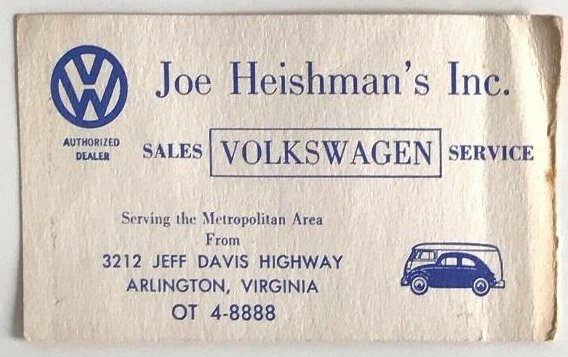 VW
Joe Heishman's Inc.
AUTHORIZED
DEALER
SALES VOLKSWAGEN SERVICE
Serving the Metropolitan Area
From
3212 JEFF DAVIS HIGHWAY
ARLINGTON, VIRGINIA
OT 4-8888